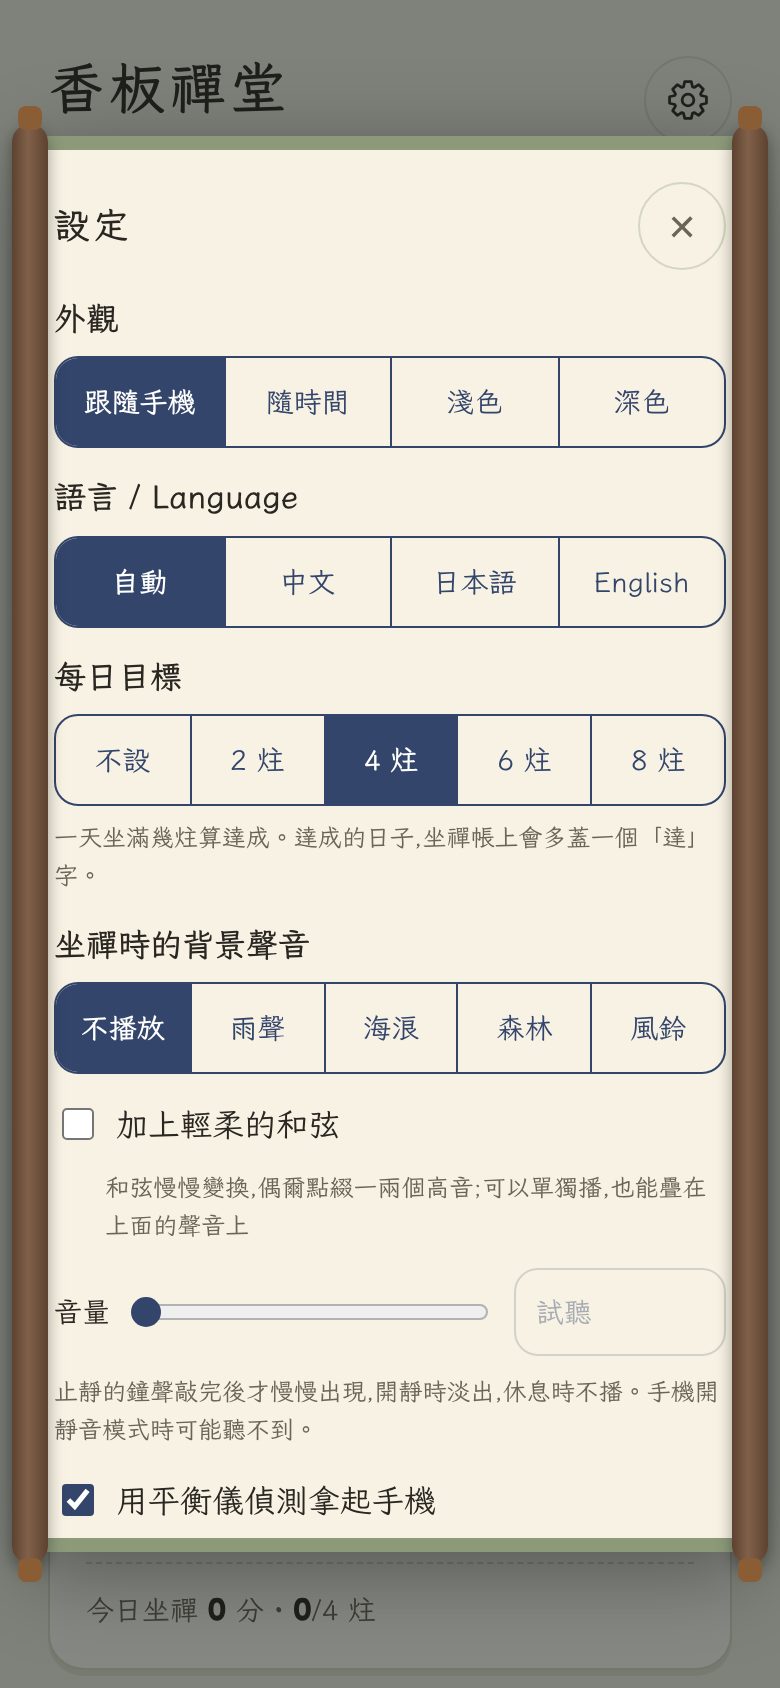 香板禪堂
設定
外觀
跟隨手機 隨時間 淺色 深色
語言 / Language
自動 中文 日本語 English
每日目標
不設 2 炷 4 炷 6 炷 8 炷
一天坐滿幾炷算達成。達成的日子,坐禪帳上會多蓋一個「達」
字。
坐禪時的背景聲音
不播放 雨聲 海浪 森林 風鈴
加上輕柔的和弦
和弦慢慢變換,偶爾點綴一兩個高音;可以單獨播,也能疊在
上面的聲音上
音量 試聽
止靜的鐘聲敲完後才慢慢出現,開靜時淡出,休息時不播。手機開
靜音模式時可能聽不到。
用平衡儀偵測拿起手機
今日坐禪 0 分・0/4 炷